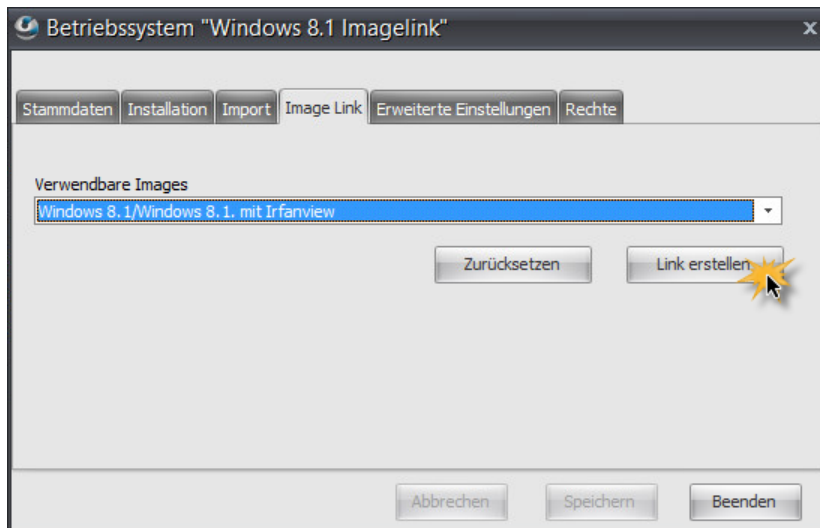 Betriebssystem "Windows 8.1 Imagelink"
x
Stammdaten Installation Import Image Link Erweiterte Einstellungen Rechte
Verwendbare Images
Windows 8.1/Windows 8.1. mit Irfanview
Zurücksetzen Link erstellen
Abbrechen Speichern Beenden